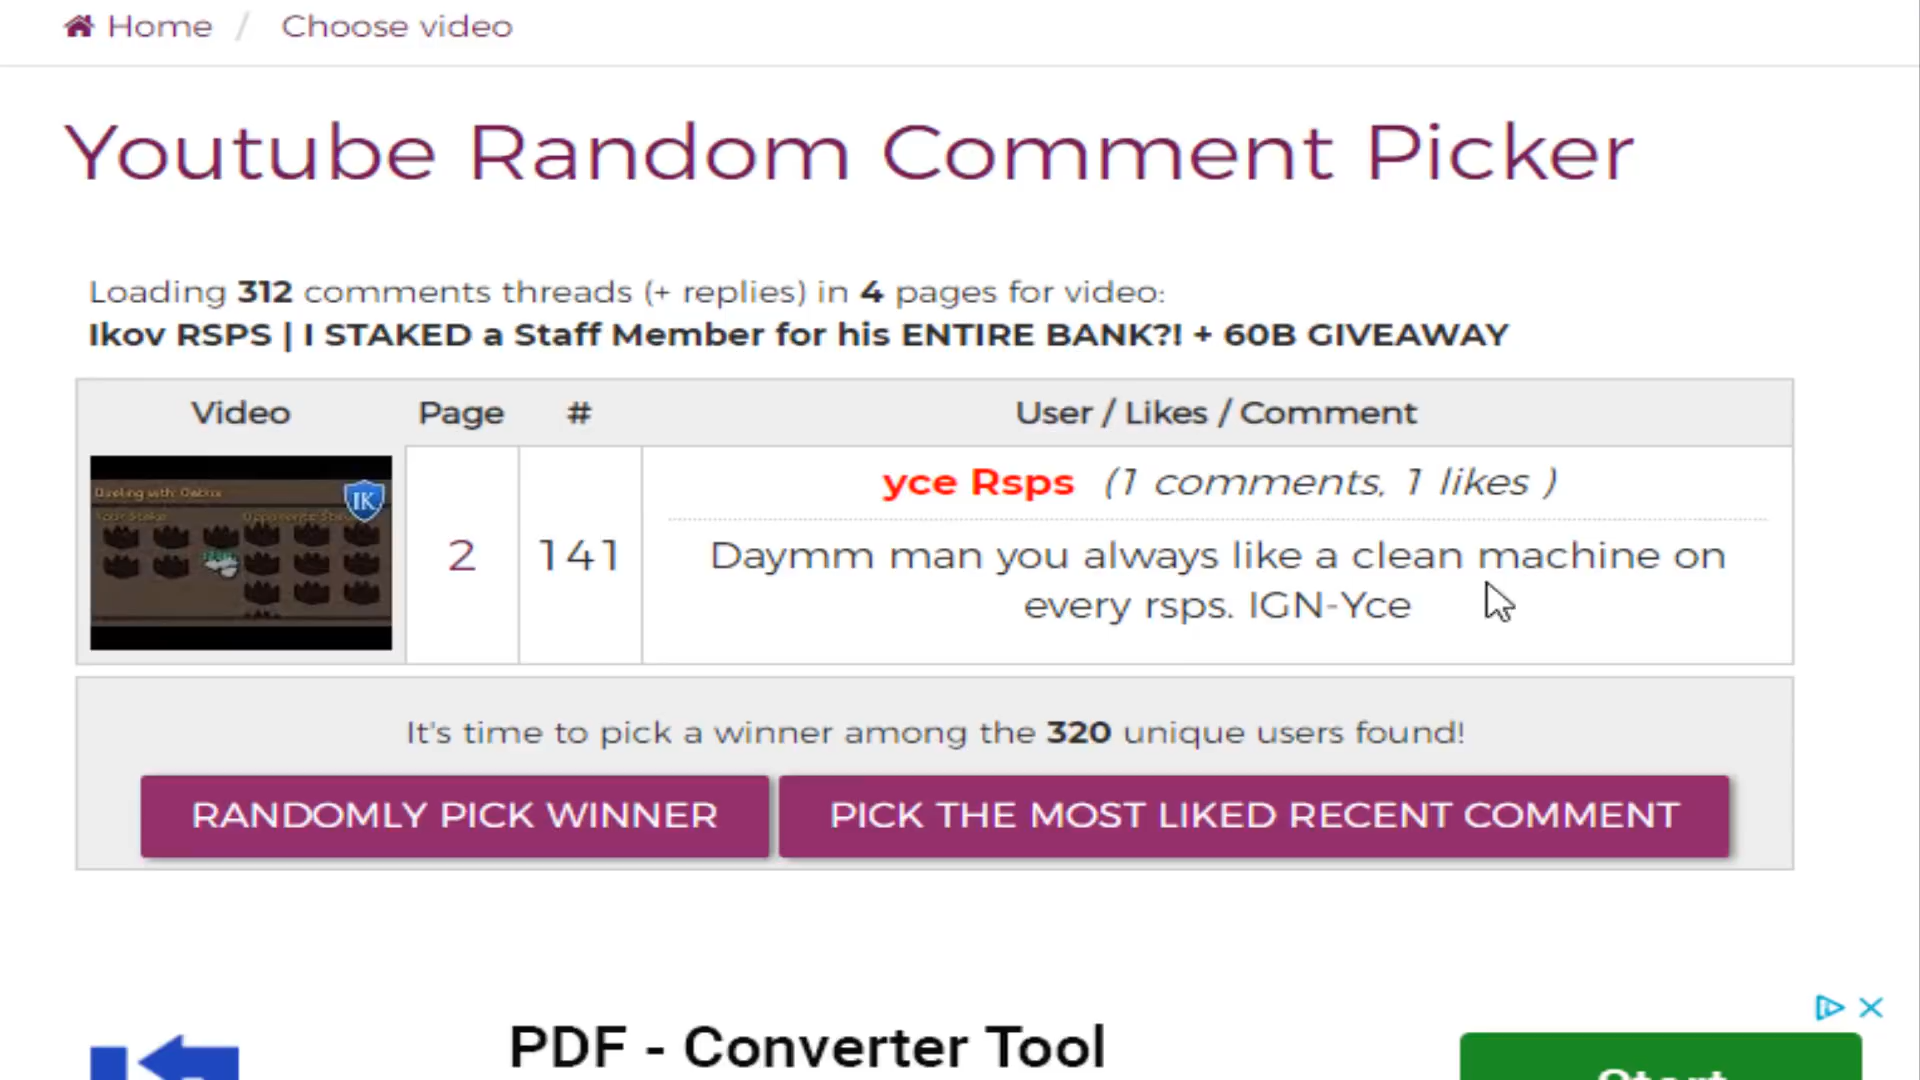 Home / Choose video
Youtube Random Comment Picker
Loading 312 comments threads (+ replies) in 4 pages for video:
Ikov RSPS | I STAKED a Staff Member for his ENTIRE BANK?! + 60B GIVEAWAY
Video Page # User / Likes / Comment
IK
yce Rsps (1 comments, 1 likes )
2 141 Daymm man you always like a clean machine on
every rsps. IGN-Yce
It's time to pick a winner among the 320 unique users found!
RANDOMLY PICK WINNER PICK THE MOST LIKED RECENT COMMENT
PDF - Converter Tool
Start